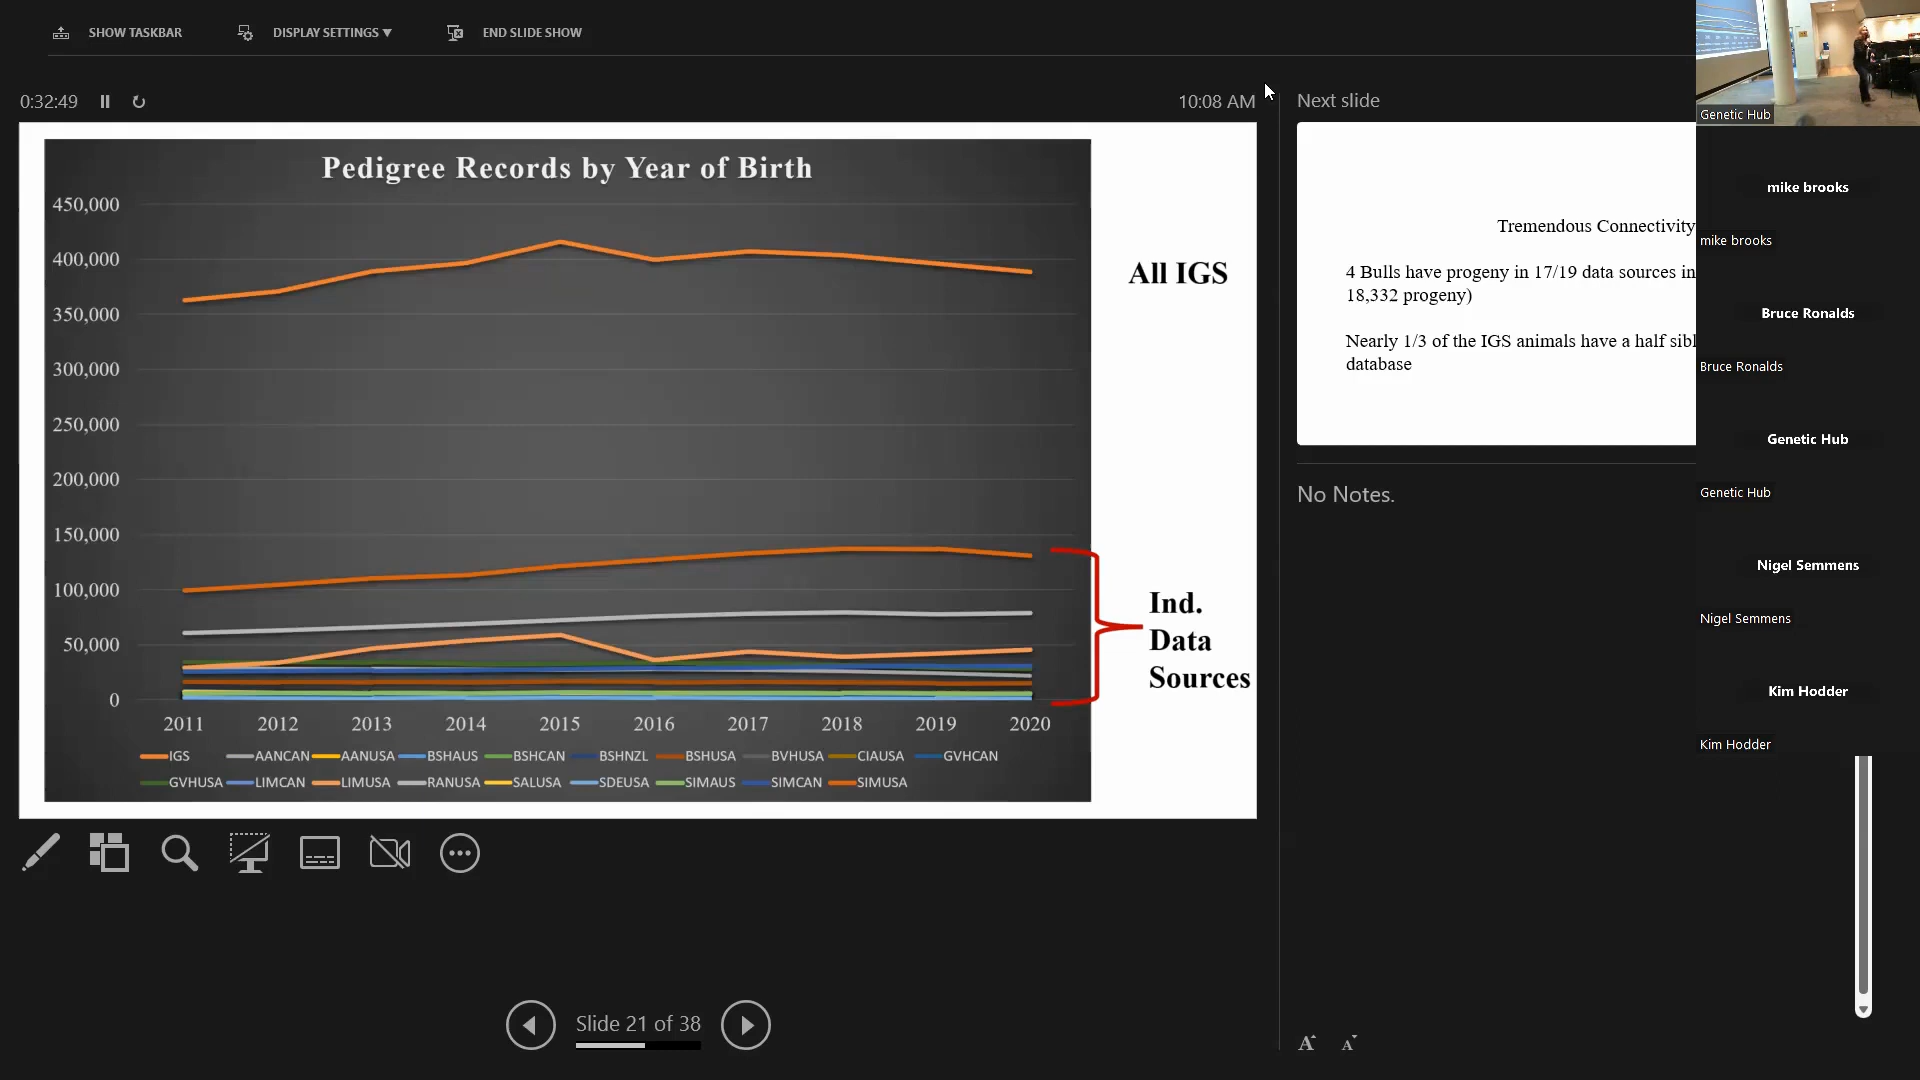 SHOW TASKBAR
DISPLAY SETTINGS ▼
END SLIDE SHOW
0:32:49
10:08 AM
Pedigree Records by Year of Birth
450,000
400,000
350,000
300,000
250,000
200,000
150,000
100,000
50,000
0
2011 2012 2013 2014 2015 2016 2017 2018 2019 2020
IGS AANCAN AANUSA BSHAUS BSHCAN BSHNZL BSHUSA BVHUSA CIAUSA GVHCAN
GVHUSA LIMCAN LIMUSA RANUSA SALUSA SDEUSA SIMAUS SIMCAN SIMUSA
All IGS
Ind.
Data
Sources
Slide 21 of 38
Next slide
Tremendous Connectivity
4 Bulls have progeny in 17/19 data sources in
18,332 progeny)
Nearly 1/3 of the IGS animals have a half sibl
database
No Notes.
A A
Genetic Hub
mike brooks
mike brooks
Bruce Ronalds
Bruce Ronalds
Genetic Hub
Genetic Hub
Nigel Semmens
Nigel Semmens
Kim Hodder
Kim Hodder